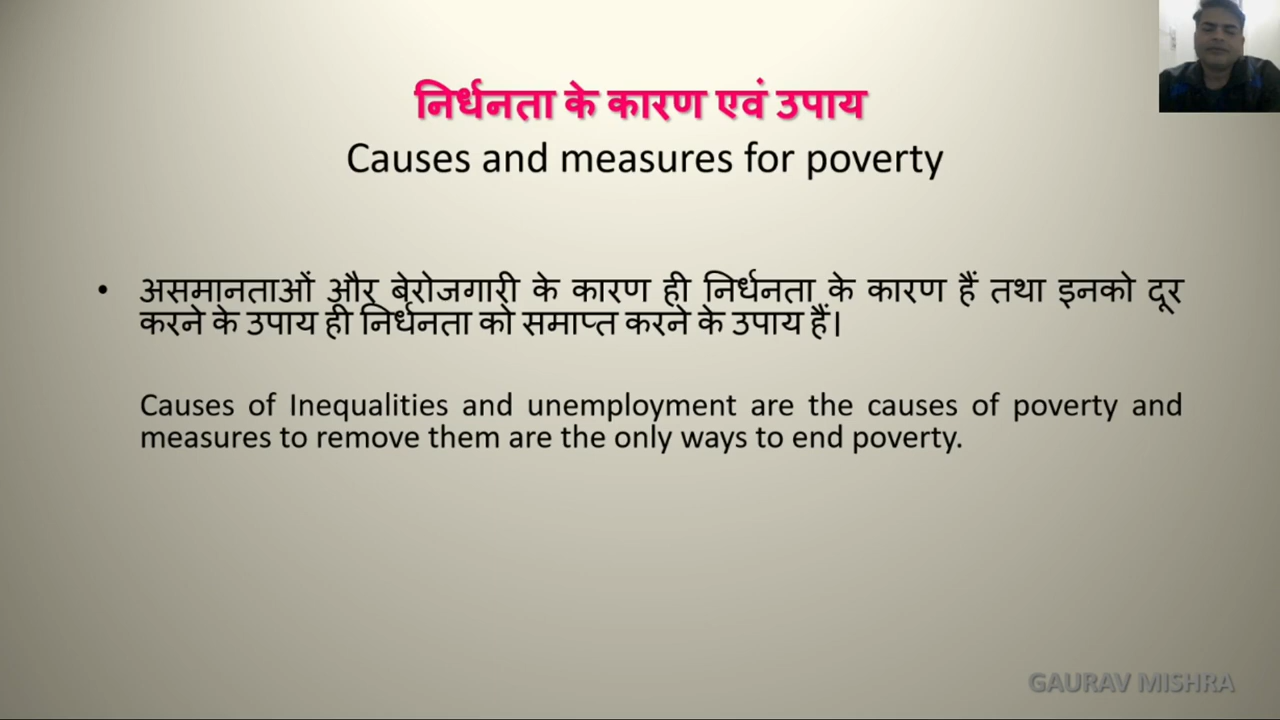 निर्धनता के कारण एवं उपाय
Causes and measures for poverty
• असमानताओं और बेरोजगारी के कारण ही निर्धनता के कारण हैं तथा इनको दूर
करने के उपाय ही निर्धनता को समाप्त करने के उपाय हैं।
Causes of Inequalities and unemployment are the causes of poverty and
measures to remove them are the only ways to end poverty.
GAURAV MISHRA